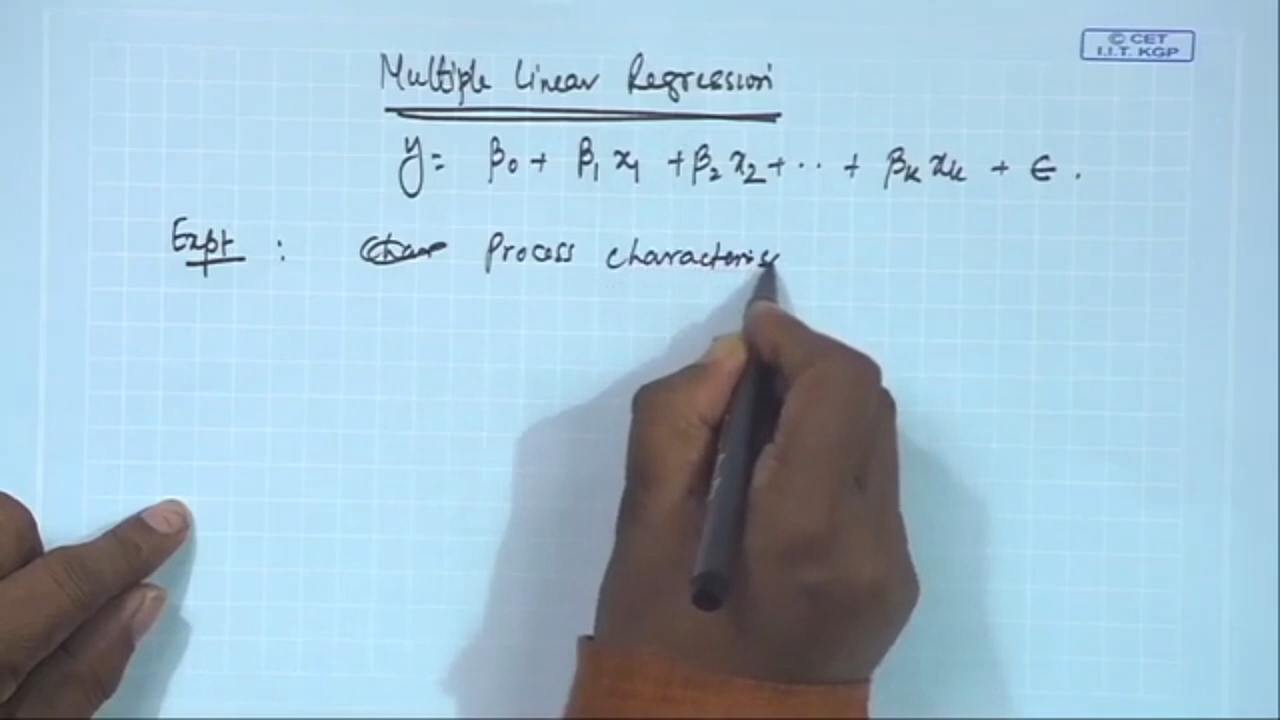 © CET
I.I.T. KGP
Multiple Linear Regression
y = β₀ + β₁ x₁ + β₂ x₂ + ·· + βₖ xₖ + ϵ .
Expt : Process characteris